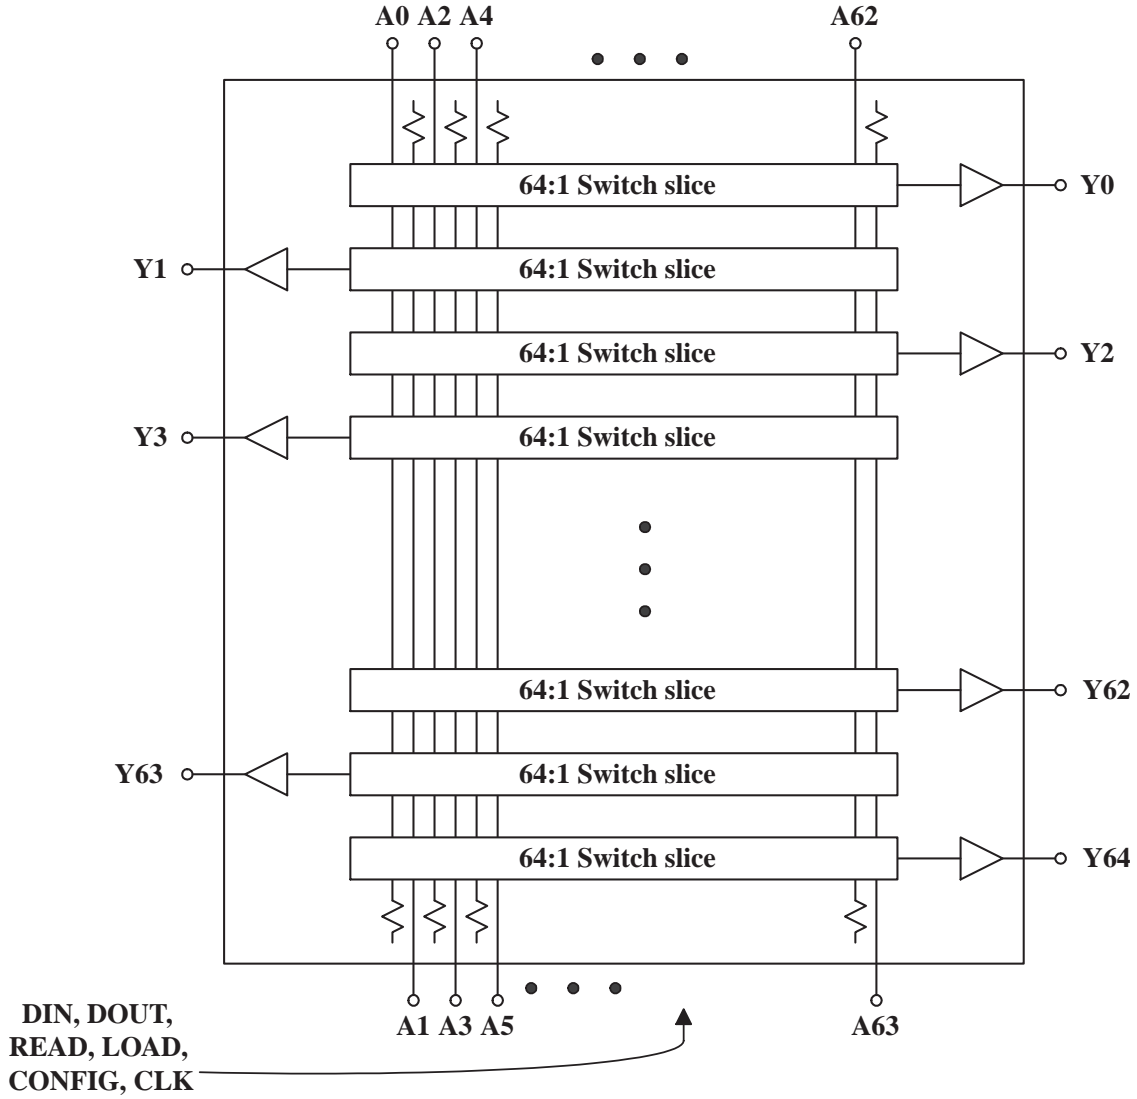 A0 A2 A4 A62
64:1 Switch slice Y0
Y1 64:1 Switch slice
64:1 Switch slice Y2
Y3 64:1 Switch slice
64:1 Switch slice Y62
Y63 64:1 Switch slice
64:1 Switch slice Y64
A1 A3 A5 A63
DIN, DOUT,
READ, LOAD,
CONFIG, CLK